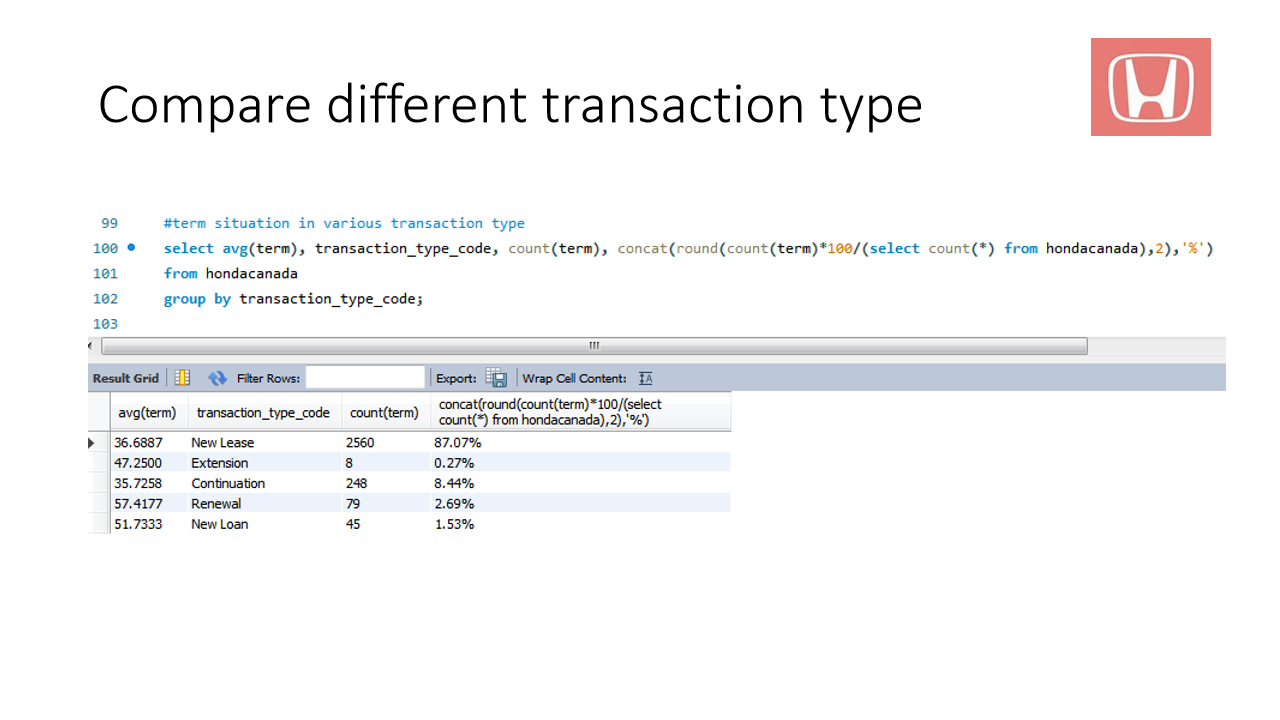 Compare different transaction type
99 #term situation in various transaction type
100 select avg(term), transaction_type_code, count(term), concat(round(count(term)*100/(select count(*) from hondacanada),2),'%')
101 from hondacanada
102 group by transaction_type_code;
103
Result Grid Filter Rows: Export: Wrap Cell Content: IA
avg(term) transaction_type_code count(term) concat(round(count(term)*100/(select
count(*) from hondacanada),2),'%')
36.6887 New Lease 2560 87.07%
47.2500 Extension 8 0.27%
35.7258 Continuation 248 8.44%
57.4177 Renewal 79 2.69%
51.7333 New Loan 45 1.53%